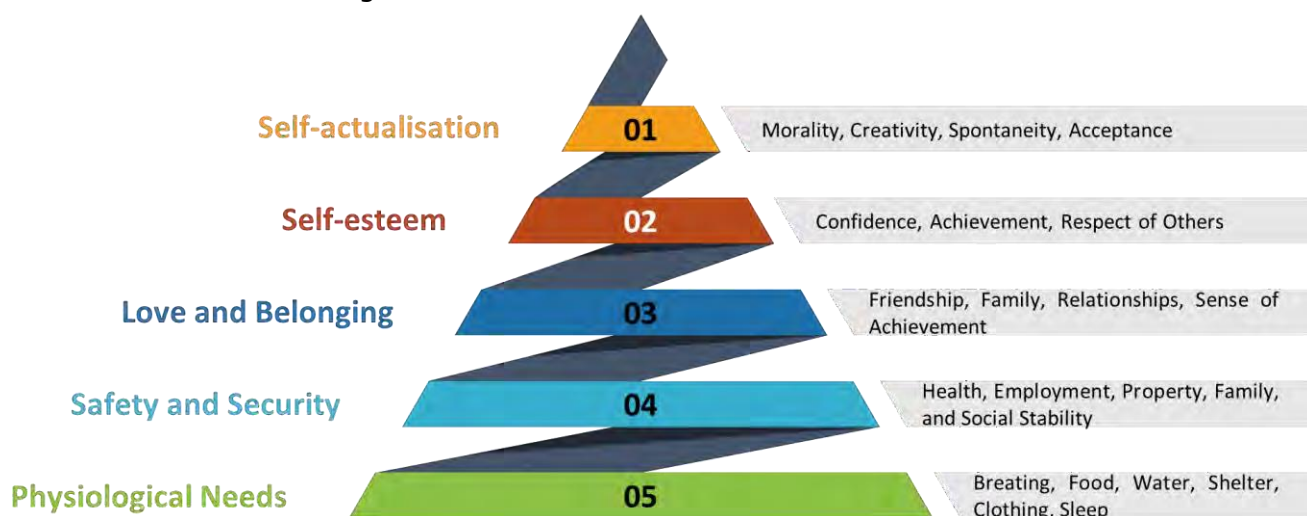 Self-actualisation
01
Morality, Creativity, Spontaneity, Acceptance
Self-esteem
02
Confidence, Achievement, Respect of Others
Love and Belonging
03
Friendship, Family, Relationships, Sense of
Achievement
Safety and Security
04
Health, Employment, Property, Family,
and Social Stability
Physiological Needs
05
Breating, Food, Water, Shelter,
Clothing, Sleep